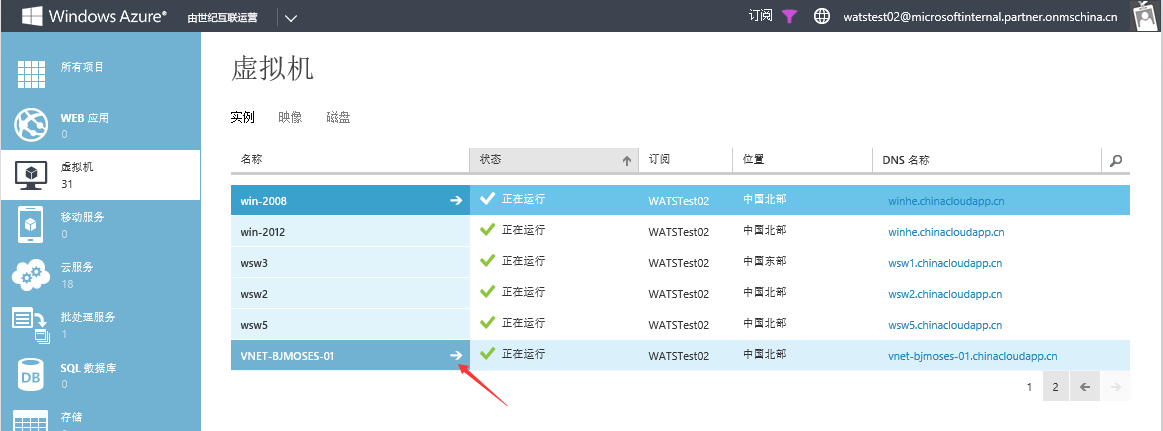 Windows Azure® 由世纪互联运营 订阅 watstest02@microsoftinternal.partner.onmschina.cn
所有项目
WEB 应用
0
虚拟机
31
移动服务
0
云服务
18
批处理服务
1
SQL 数据库
0
存储
虚拟机
实例 映像 磁盘
名称 状态 订阅 位置 DNS 名称
win-2008 正在运行 WATSTest02 中国北部 winhe.chinacloudapp.cn
win-2012 正在运行 WATSTest02 中国北部 winhe.chinacloudapp.cn
wsw3 正在运行 WATSTest02 中国东部 wsw1.chinacloudapp.cn
wsw2 正在运行 WATSTest02 中国北部 wsw2.chinacloudapp.cn
wsw5 正在运行 WATSTest02 中国北部 wsw5.chinacloudapp.cn
VNET-BJMOSES-01 正在运行 WATSTest02 中国北部 vnet-bjmoses-01.chinacloudapp.cn
1 2
DB